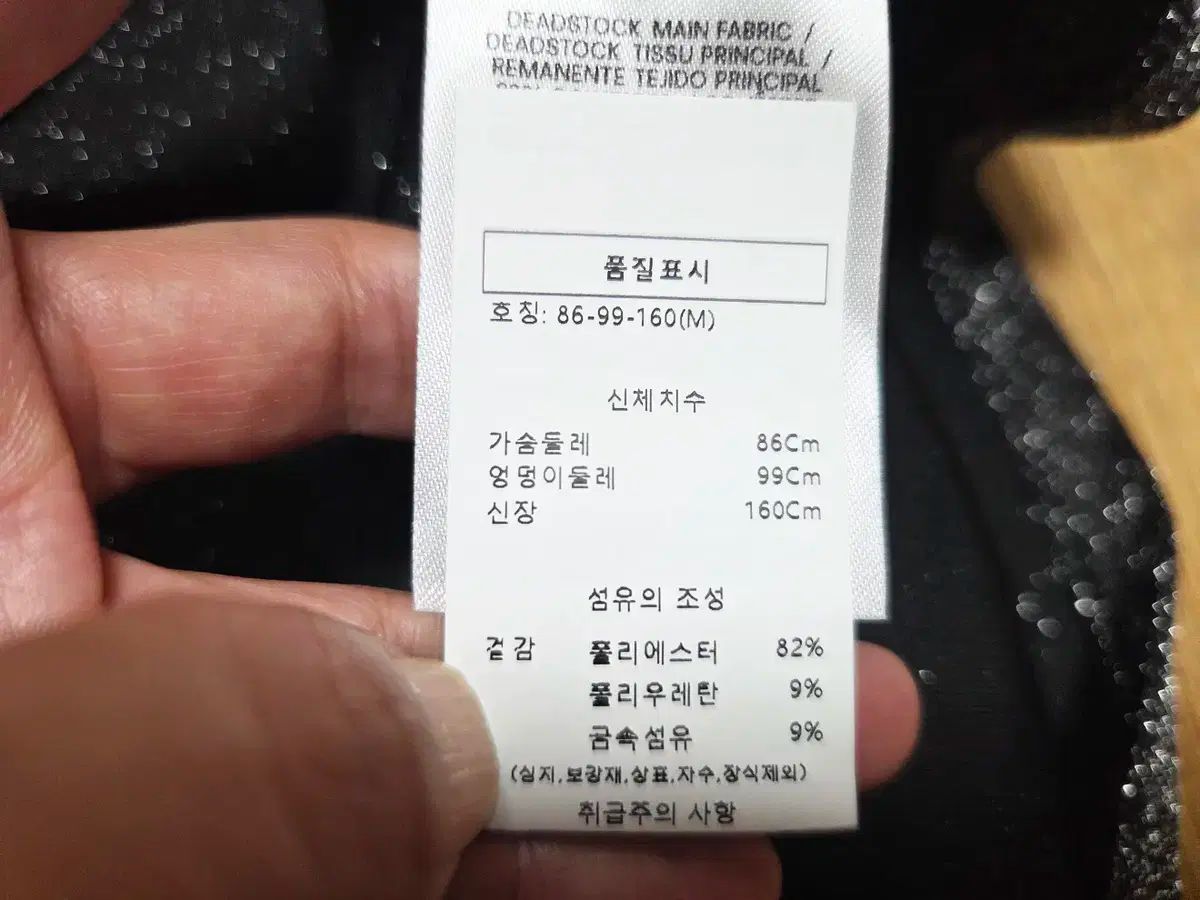 DEADSTOCK MAIN FABRIC /
DEADSTOCK TISSU PRINCIPAL /
REMANENTE TEJIDO PRINCIPAL
품질표시
호칭: 86-99-160(M)
신체치수
가슴둘레 86Cm
엉덩이둘레 99Cm
신장 160Cm
섬유의 조성
겉감 폴리에스터 82%
폴리우레탄 9%
금속섬유 9%
(심지,보강재,상표,자수,장식제외)
취급주의 사항